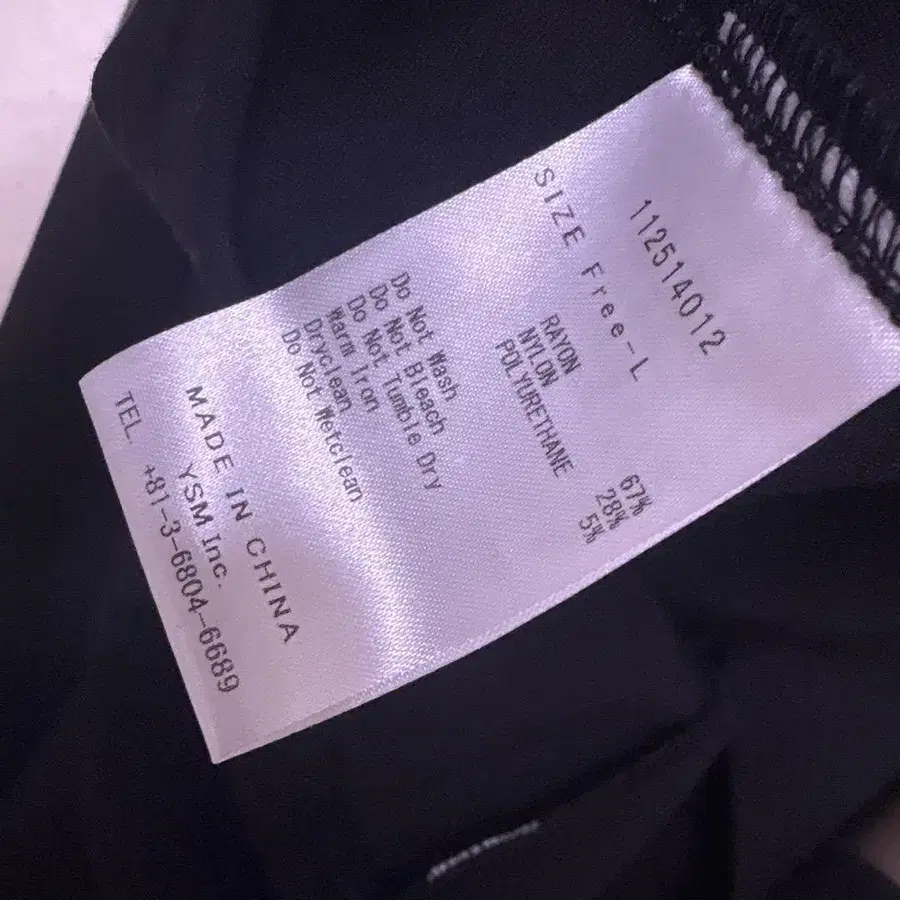 112514012
SIZE Free-L
RAYON 67%
NYLON 28%
POLYURETHANE 5%
Do Not Wash
Do Not Bleach
Do Not Tumble Dry
Warm Iron
Dryclean
Do Not Wetclean
MADE IN CHINA
YSM Inc.
TEL. +81-3-6804-6689